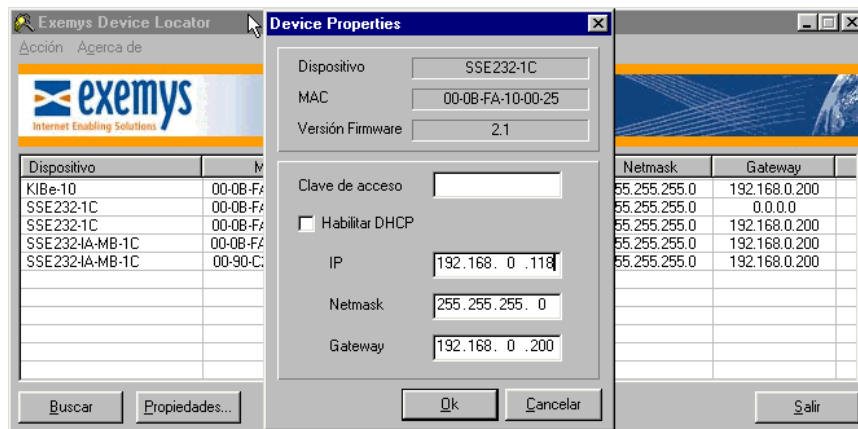 Exemys Device Locator
Acción Acerca de
exemys
Internet Enabling Solutions
Device Properties
Dispositivo SSE232-1C
MAC 00-0B-FA-10-00-25
Versión Firmware 2.1
Clave de acceso
Habilitar DHCP
IP 192.168. 0 .118
Netmask 255.255.255. 0
Gateway 192.168. 0 .200
Ok Cancelar
Dispositivo M Netmask Gateway
KIBe-10 00-0B-FA 55.255.255.0 192.168.0.200
SSE232-1C 00-0B-FA 55.255.255.0 0.0.0.0
SSE232-1C 00-0B-FA 55.255.255.0 192.168.0.200
SSE232-IA-MB-1C 00-0B-FA 55.255.255.0 192.168.0.200
SSE232-IA-MB-1C 00-90-C2 55.255.255.0 192.168.0.200
Buscar Propiedades... Salir